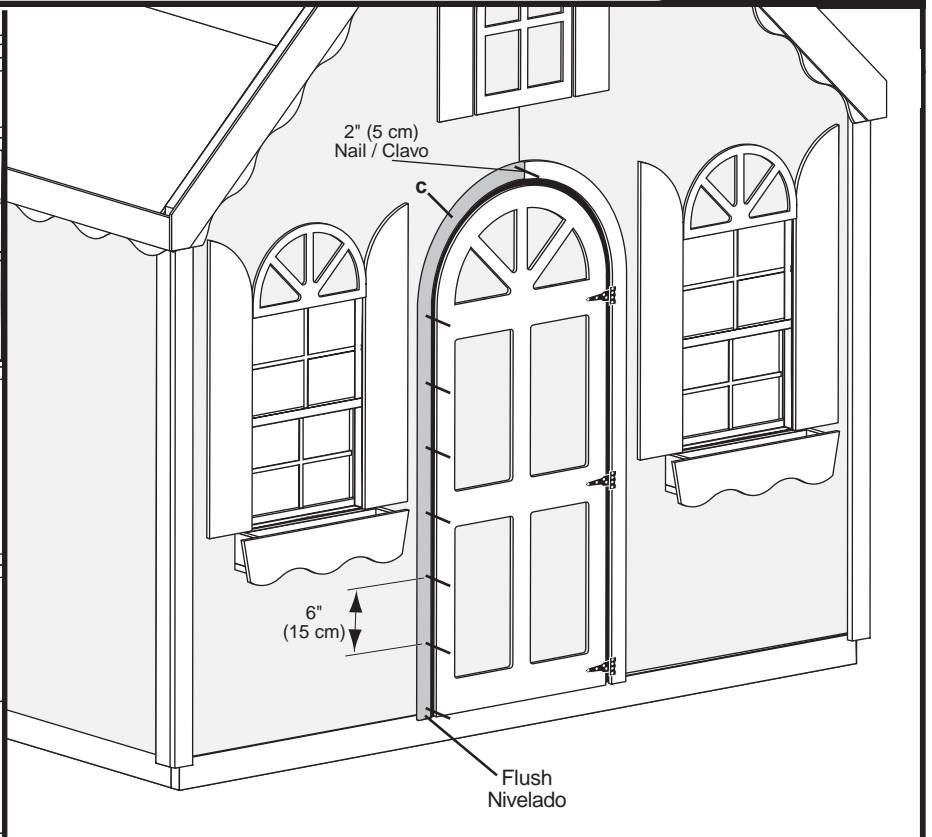 2" (5 cm)
Nail / Clavo
c
6"
(15 cm)
Flush
Nivelado